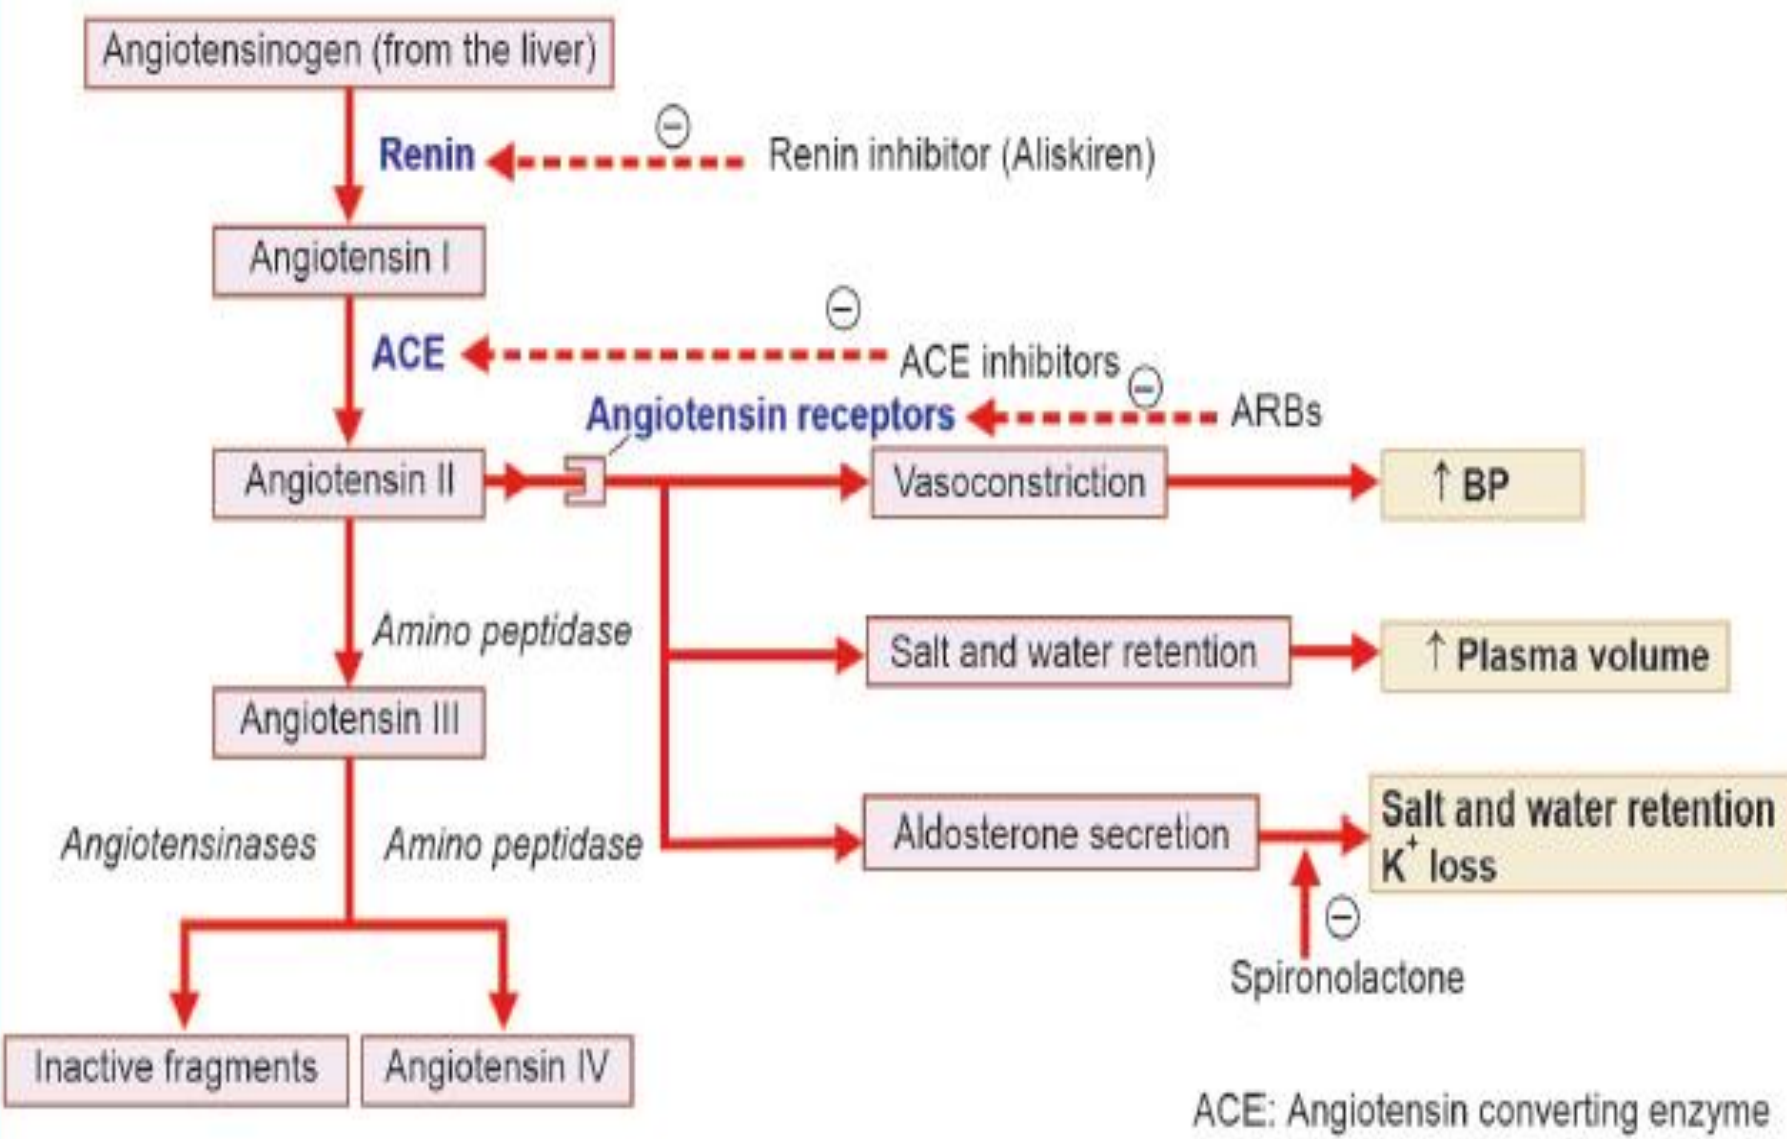 Angiotensinogen (from the liver)
Renin
−
Renin inhibitor (Aliskiren)
Angiotensin I
ACE
−
ACE inhibitors
Angiotensin receptors
−
ARBs
Angiotensin II
Vasoconstriction
↑ BP
Amino peptidase
Salt and water retention
↑ Plasma volume
Angiotensin III
Angiotensinases
Amino peptidase
Aldosterone secretion
Salt and water retention
K⁺ loss
−
Spironolactone
Inactive fragments
Angiotensin IV
ACE: Angiotensin converting enzyme